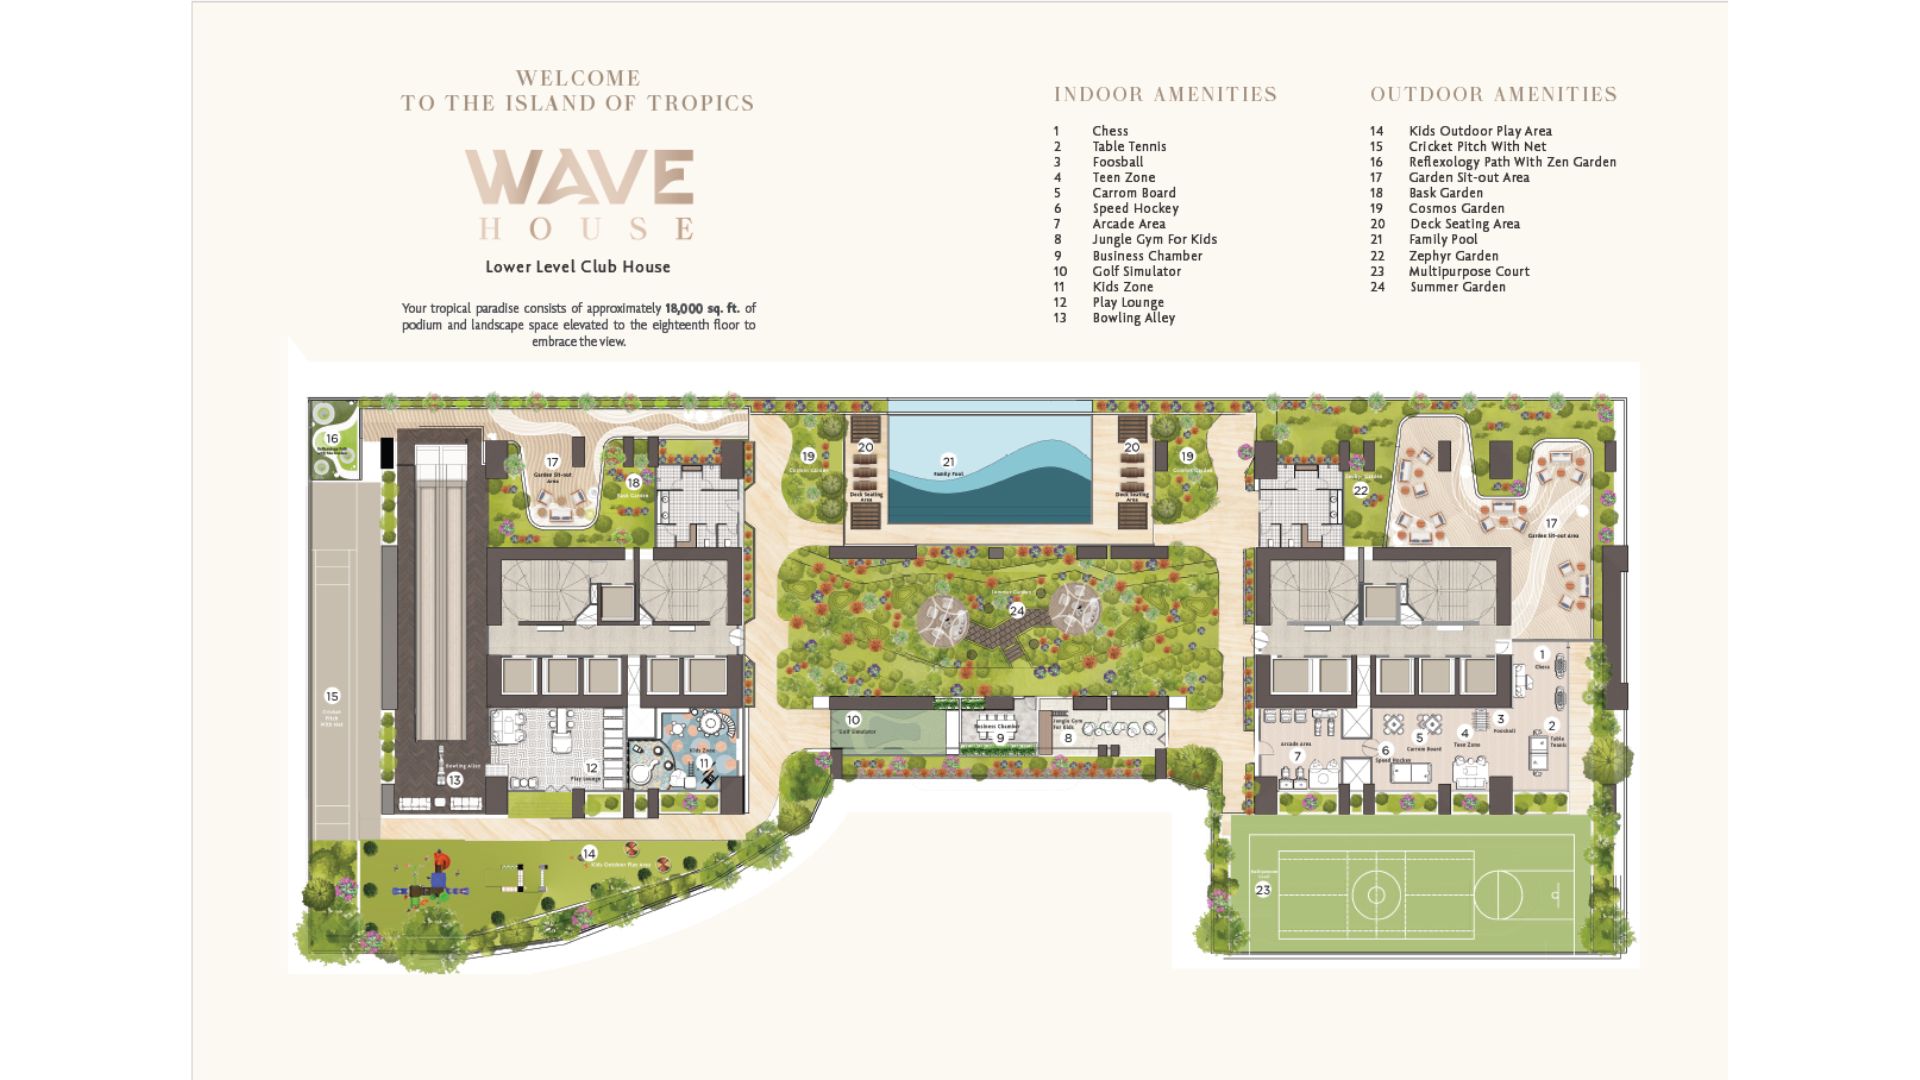 WELCOME
TO THE ISLAND OF TROPICS
WAVE
HOUSE
Lower Level Club House
Your tropical paradise consists of approximately 18,000 sq. ft. of
podium and landscape space elevated to the eighteenth floor to
embrace the view.
INDOOR AMENITIES
1 Chess
2 Table Tennis
3 Foosball
4 Teen Zone
5 Carrom Board
6 Speed Hockey
7 Arcade Area
8 Jungle Gym For Kids
9 Business Chamber
10 Golf Simulator
11 Kids Zone
12 Play Lounge
13 Bowling Alley
OUTDOOR AMENITIES
14 Kids Outdoor Play Area
15 Cricket Pitch With Net
16 Reflexology Path With Zen Garden
17 Garden Sit-out Area
18 Bask Garden
19 Cosmos Garden
20 Deck Seating Area
21 Family Pool
22 Zephyr Garden
23 Multipurpose Court
24 Summer Garden
16
17
Garden Sit-out
Area
18
Bask Garden
19
Cosmos Garden
20
Deck Seating
Area
21
Family Pool
20
Deck Seating
Area
19
Cosmos Garden
Zephyr Garden
22
17
Garden Sit-out Area
Summer Garden
24
15
Cricket
Pitch
With Net
Bowling Alley
13
12
Play Lounge
Kids Zone
11
10
Golf Simulator
Business Chamber
9
Jungle Gym
For Kids
8
Arcade Area
7
6
Speed Hockey
5
Carrom Board
4
Teen Zone
3
Foosball
2
Table
Tennis
1
Chess
14
Kids Outdoor Play Area
Multipurpose
Court
23